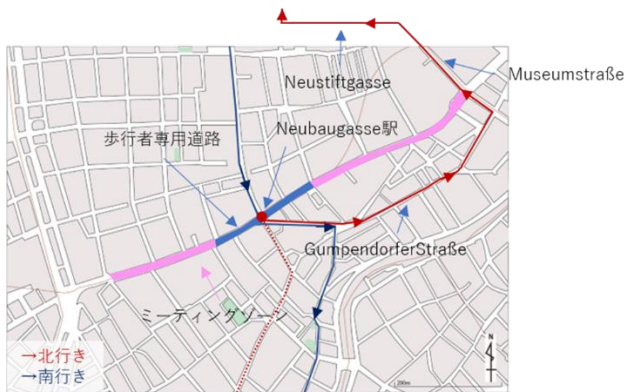 Neustiftgasse
Museumstraße
Neubaugasse駅
歩行者専用道路
GumpendorferStraße
ミーティングゾーン
→北行き
→南行き
N